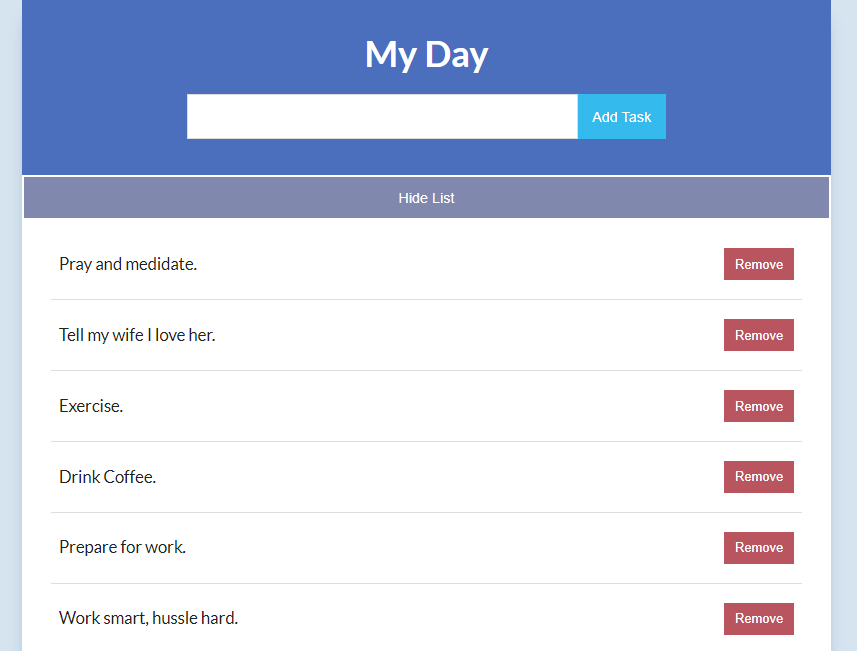 My Day
Add Task
Hide List
Pray and medidate.
Remove
Tell my wife I love her.
Remove
Exercise.
Remove
Drink Coffee.
Remove
Prepare for work.
Remove
Work smart, hussle hard.
Remove